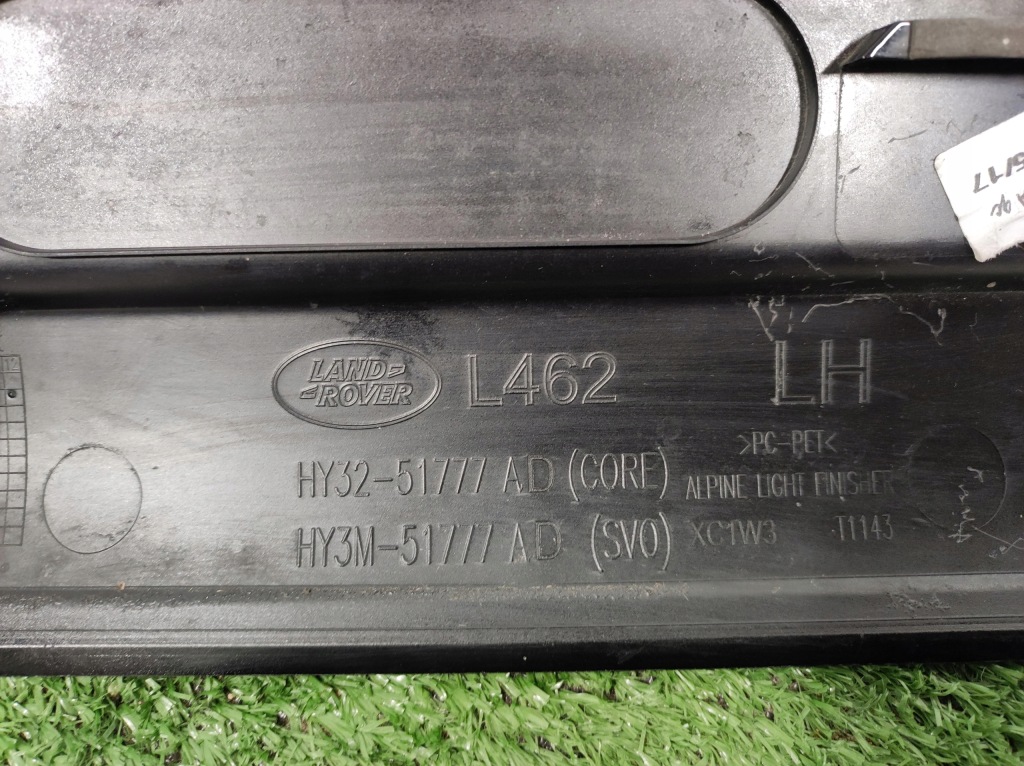 LAND-
-ROVER
L462
LH
>PC-PET<
HY32-51777 AD (CORE)
ALPINE LIGHT FINISHER
HY3M-51777 AD (SVO)
XC1W3 T1143
12